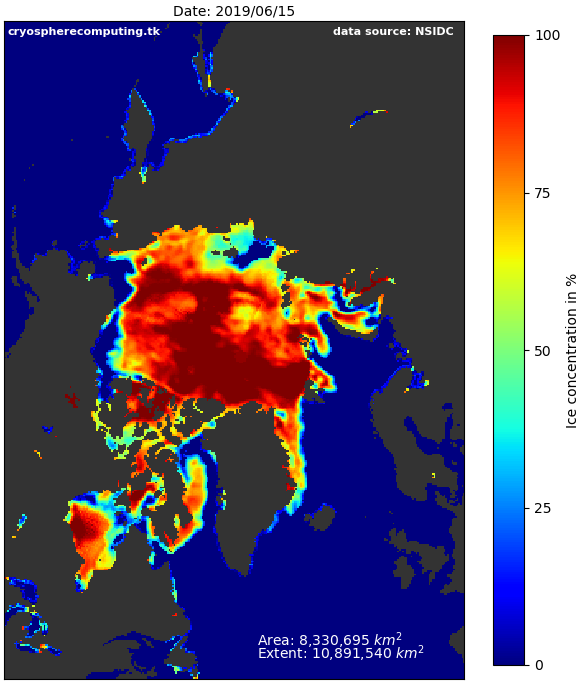 Date: 2019/06/15
cryospherecomputing.tk
data source: NSIDC
100
75
50
25
0
Ice concentration in %
Area: 8,330,695 km²
Extent: 10,891,540 km²